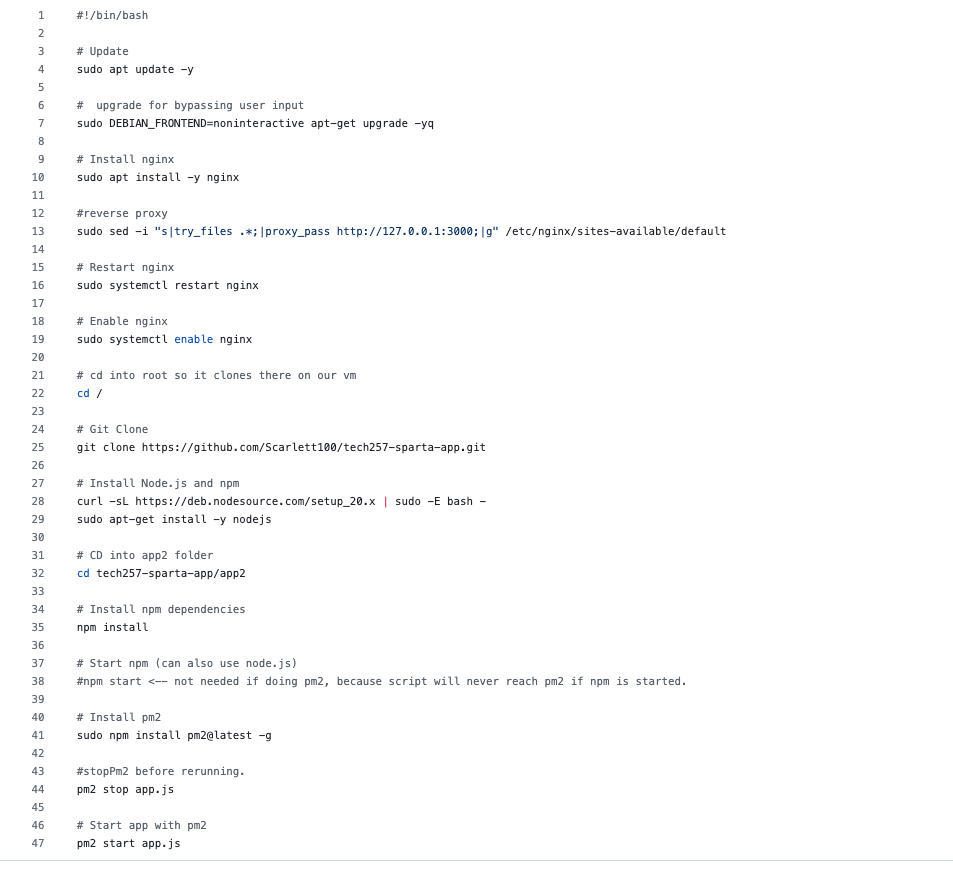 1 #!/bin/bash
2
3 # Update
4 sudo apt update -y
5
6 #  upgrade for bypassing user input
7 sudo DEBIAN_FRONTEND=noninteractive apt-get upgrade -yq
8
9 # Install nginx
10 sudo apt install -y nginx
11
12 #reverse proxy
13 sudo sed -i "s|try_files .*;|proxy_pass http://127.0.0.1:3000;|g" /etc/nginx/sites-available/default
14
15 # Restart nginx
16 sudo systemctl restart nginx
17
18 # Enable nginx
19 sudo systemctl enable nginx
20
21 # cd into root so it clones there on our vm
22 cd /
23
24 # Git Clone
25 git clone https://github.com/Scarlett100/tech257-sparta-app.git
26
27 # Install Node.js and npm
28 curl -sL https://deb.nodesource.com/setup_20.x | sudo -E bash -
29 sudo apt-get install -y nodejs
30
31 # CD into app2 folder
32 cd tech257-sparta-app/app2
33
34 # Install npm dependencies
35 npm install
36
37 # Start npm (can also use node.js)
38 #npm start <-- not needed if doing pm2, because script will never reach pm2 if npm is started.
39
40 # Install pm2
41 sudo npm install pm2@latest -g
42
43 #stopPm2 before rerunning.
44 pm2 stop app.js
45
46 # Start app with pm2
47 pm2 start app.js